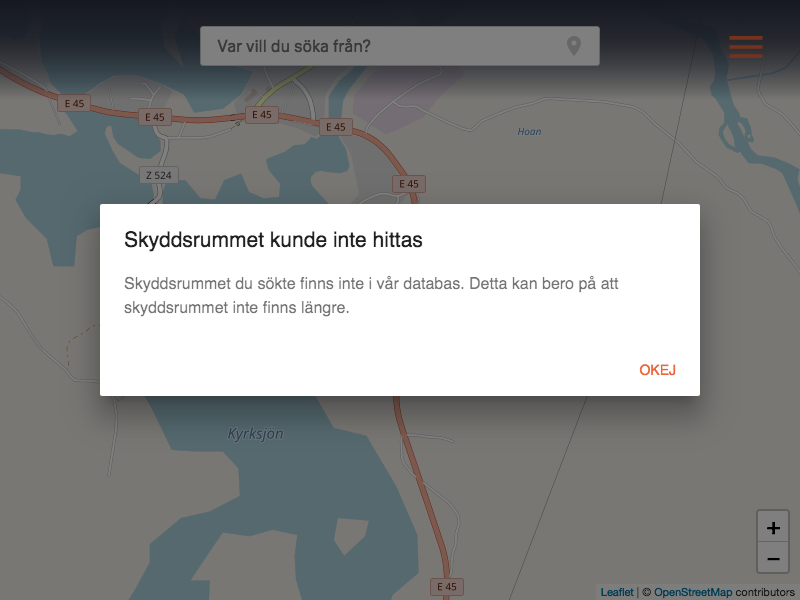 Var vill du söka från?
E 45
E 45
E 45
E 45
Hoan
Z 524
E 45
Skyddsrummet kunde inte hittas
Skyddsrummet du sökte finns inte i vår databas. Detta kan bero på att
skyddsrummet inte finns längre.
OKEJ
Kyrksjön
+
−
E 45
Leaflet | © OpenStreetMap contributors